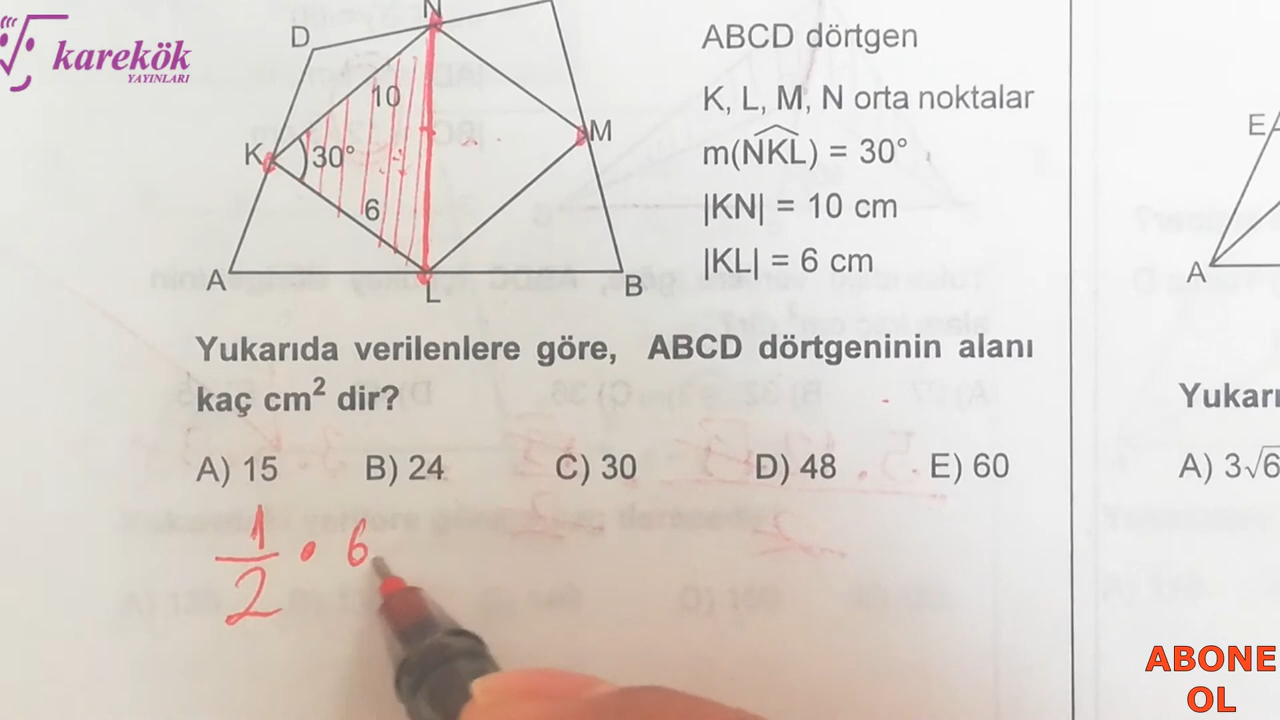 karekök
YAYINLARI
D
N
10
K
30°
6
M
A
L
B
ABCD dörtgen
K, L, M, N orta noktalar
m(NKL) = 30°
|KN| = 10 cm
|KL| = 6 cm
E
A
Yukarıda verilenlere göre, ABCD dörtgeninin alanı
kaç cm² dir?
A) 15 B) 24 C) 30 D) 48 E) 60
1/2 · 6
A) 3√6
ABONE
OL